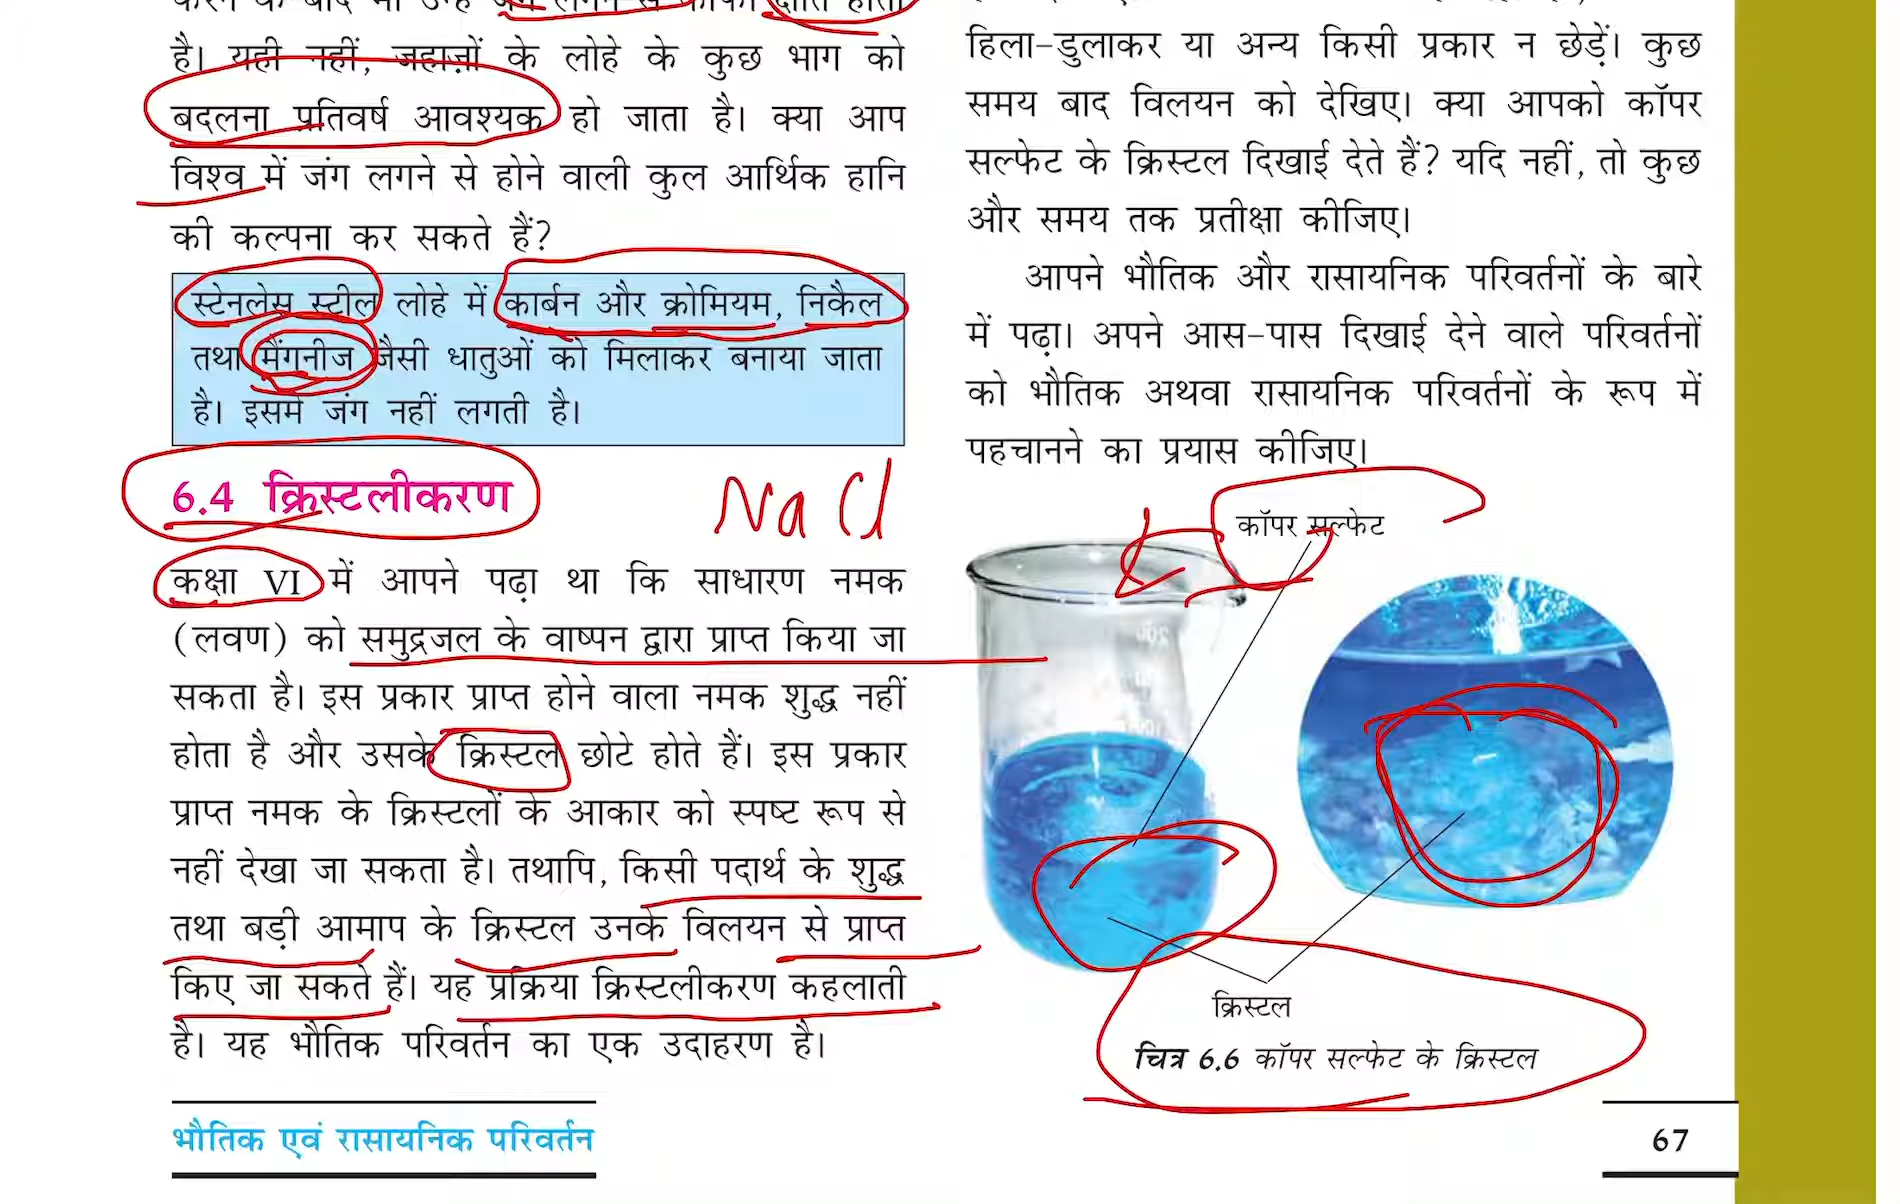 है। यही नहीं, जहाज़ों के लोहे के कुछ भाग को
बदलना प्रतिवर्ष आवश्यक हो जाता है। क्या आप
विश्व में जंग लगने से होने वाली कुल आर्थिक हानि
की कल्पना कर सकते हैं?
स्टेनलेस स्टील लोहे में कार्बन और क्रोमियम, निकैल
तथा मैंगनीज जैसी धातुओं को मिलाकर बनाया जाता
है। इसमें जंग नहीं लगती है।
6.4 क्रिस्टलीकरण
NaCl
कक्षा VI में आपने पढ़ा था कि साधारण नमक
(लवण) को समुद्रजल के वाष्पन द्वारा प्राप्त किया जा
सकता है। इस प्रकार प्राप्त होने वाला नमक शुद्ध नहीं
होता है और उसके क्रिस्टल छोटे होते हैं। इस प्रकार
प्राप्त नमक के क्रिस्टलों के आकार को स्पष्ट रूप से
नहीं देखा जा सकता है। तथापि, किसी पदार्थ के शुद्ध
तथा बड़ी आमाप के क्रिस्टल उनके विलयन से प्राप्त
किए जा सकते हैं। यह प्रक्रिया क्रिस्टलीकरण कहलाती
है। यह भौतिक परिवर्तन का एक उदाहरण है।
हिला-डुलाकर या अन्य किसी प्रकार न छेड़ें। कुछ
समय बाद विलयन को देखिए। क्या आपको कॉपर
सल्फेट के क्रिस्टल दिखाई देते हैं? यदि नहीं, तो कुछ
और समय तक प्रतीक्षा कीजिए।
आपने भौतिक और रासायनिक परिवर्तनों के बारे
में पढ़ा। अपने आस-पास दिखाई देने वाले परिवर्तनों
को भौतिक अथवा रासायनिक परिवर्तनों के रूप में
पहचानने का प्रयास कीजिए।
कॉपर सल्फेट
क्रिस्टल
चित्र 6.6 कॉपर सल्फेट के क्रिस्टल
भौतिक एवं रासायनिक परिवर्तन
67